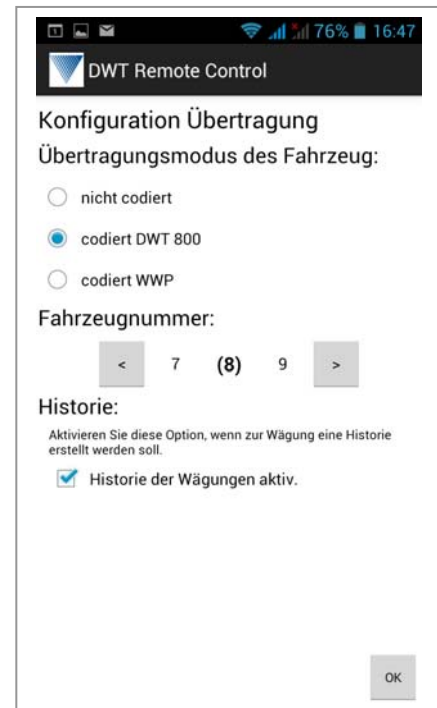 1 76% 16:47
DWT Remote Control
Konfiguration Übertragung
Übertragungsmodus des Fahrzeug:
nicht codiert
codiert DWT 800
codiert WWP
Fahrzeugnummer:
< 7 (8) 9 >
Historie:
Aktivieren Sie diese Option, wenn zur Wägung eine Historie
erstellt werden soll.
Historie der Wägungen aktiv.
OK